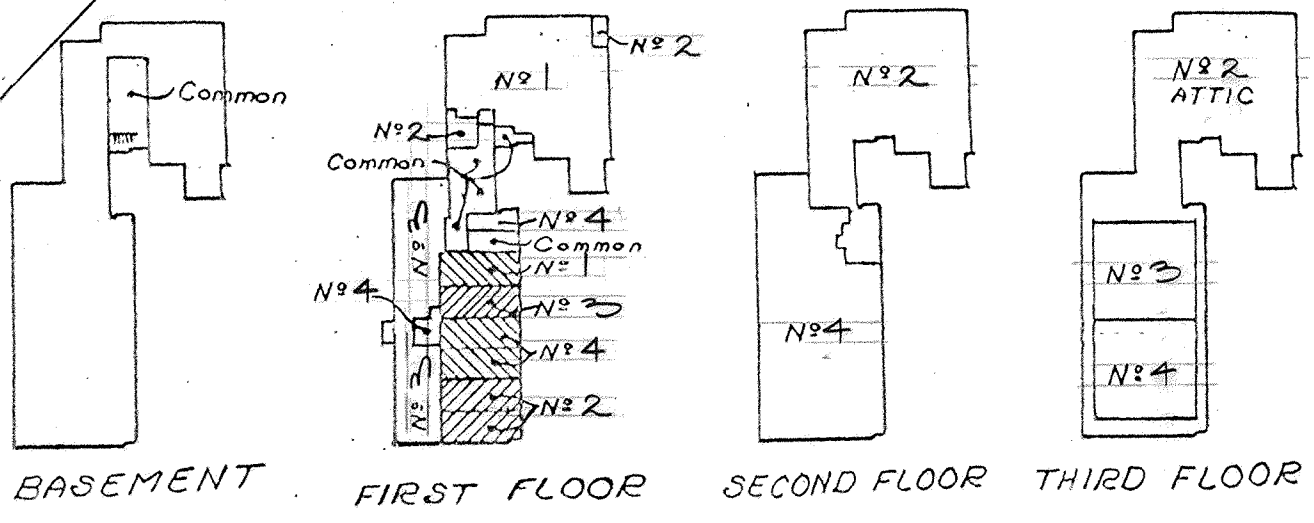 Common
BASEMENT
Nº 2
Nº 1
Nº 2
Common
Nº 3
Nº 4
Common
Nº 1
Nº 4
Nº 3
Nº 4
Nº 3
Nº 2
FIRST FLOOR
Nº 2
Nº 4
SECOND FLOOR
Nº 2
ATTIC
Nº 3
Nº 4
THIRD FLOOR